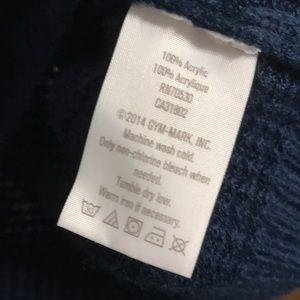 100% Acrylic
100% Acrylique
RN70530
CA31802
©2014 GYM-MARK, INC.
Machine wash cold.
Only non-chlorine bleach when
needed.
Tumble dry low.
Warm iron if necessary.